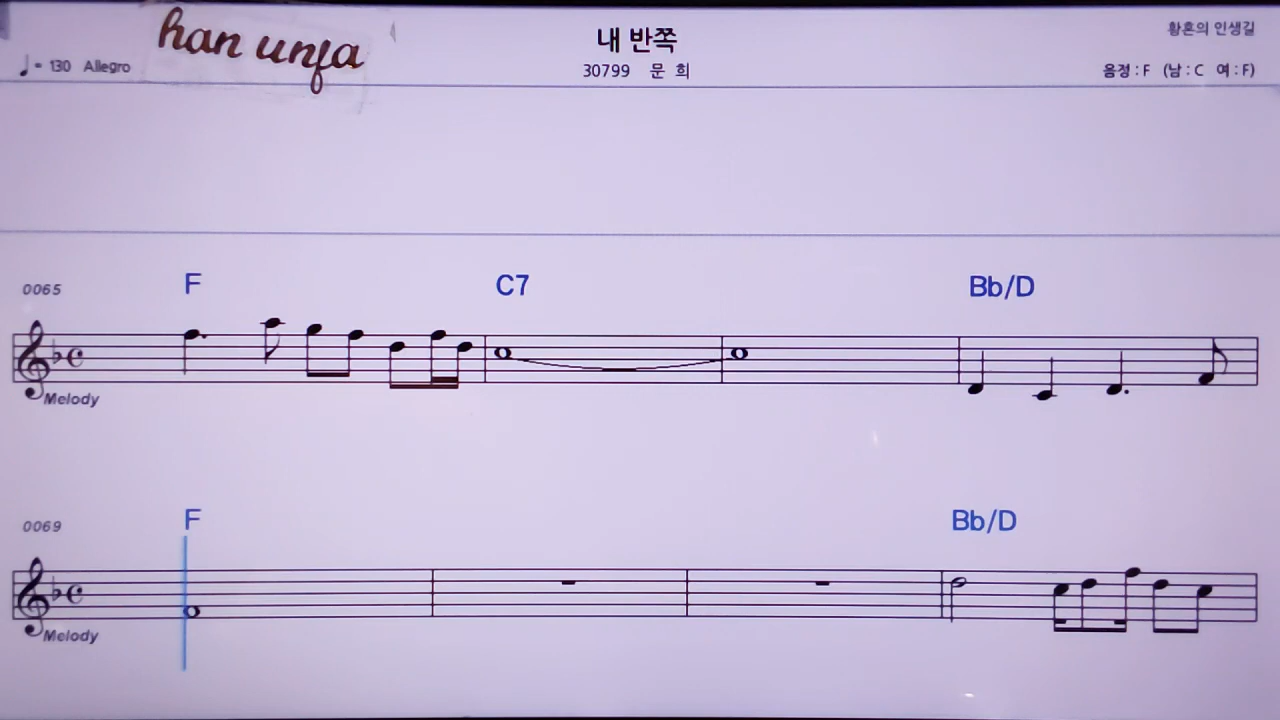 han unfa
내 반쪽
황혼의 인생길
♩= 130 Allegro
30799 문 희
음정 : F (남 : C 여 : F)
0065
F C7 Bb/D
Melody
0069
F Bb/D
Melody